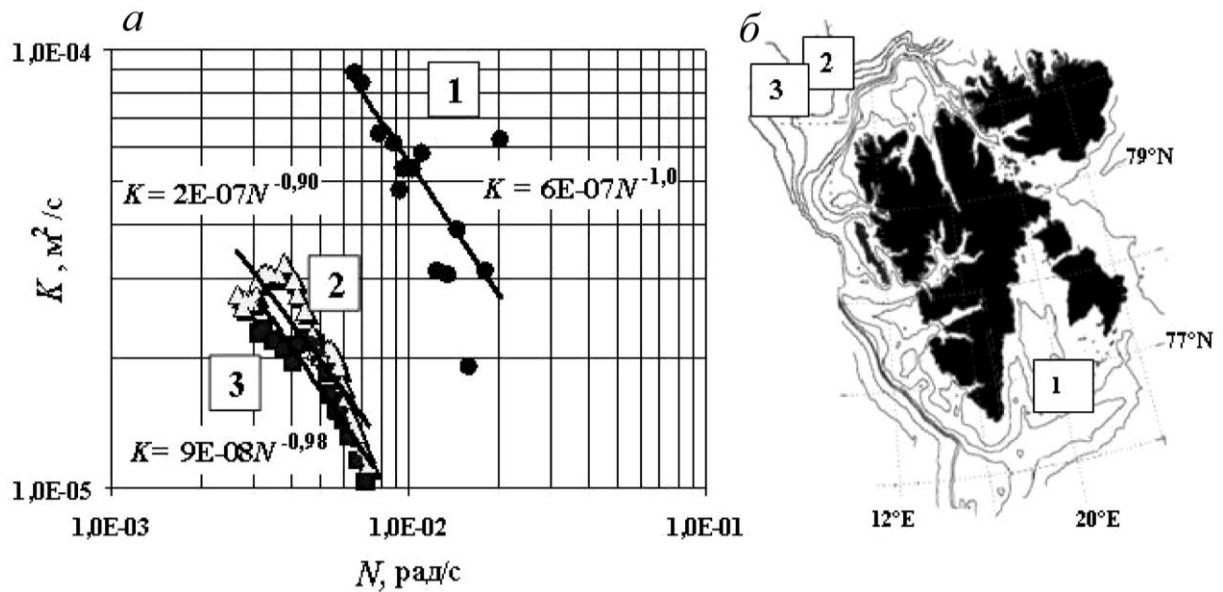 а
1,0E-04
1
K = 2E-07N^-0,90
K = 6E-07N^-1,0
2
3
K = 9E-08N^-0,98
1,0E-05
1,0E-03
1,0E-02
1,0E-01
K, м²/с
N, рад/с
б
2
3
79°N
77°N
1
12°E
20°E